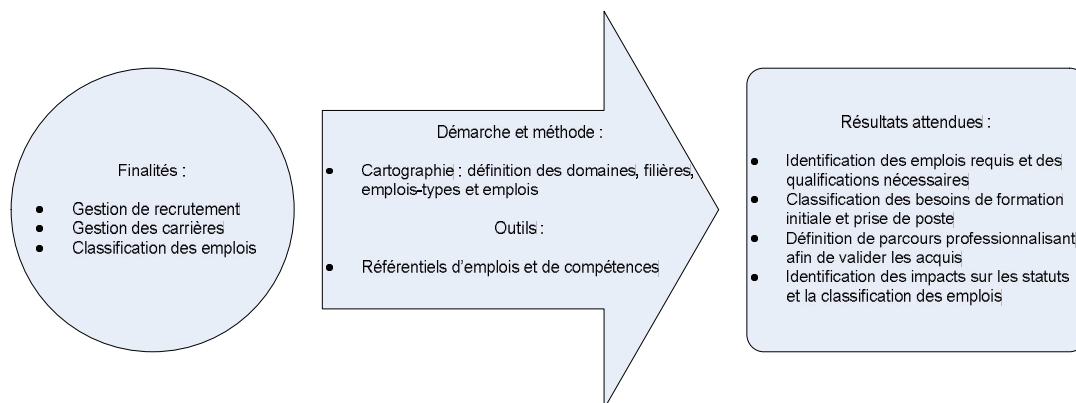 Finalités :
• Gestion de recrutement
• Gestion des carrières
• Classification des emplois
Démarche et méthode :
• Cartographie : définition des domaines, filières,
emplois-types et emplois
Outils :
• Référentiels d'emplois et de compétences
Résultats attendues :
• Identification des emplois requis et des
qualifications nécessaires
• Classification des besoins de formation
initiale et prise de poste
• Définition de parcours professionnalisant
afin de valider les acquis
• Identification des impacts sur les statuts
et la classification des emplois